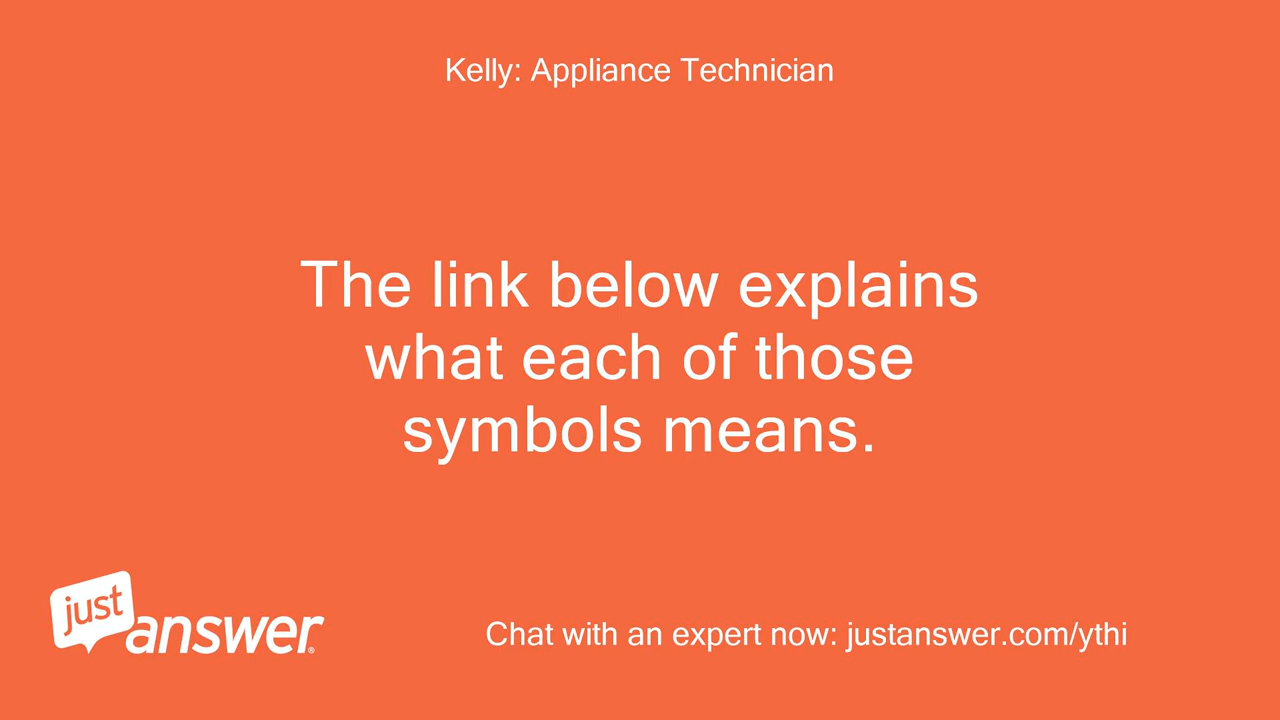 Kelly: Appliance Technician
The link below explains
what each of those
symbols means.
just
answer®
Chat with an expert now: justanswer.com/ythi